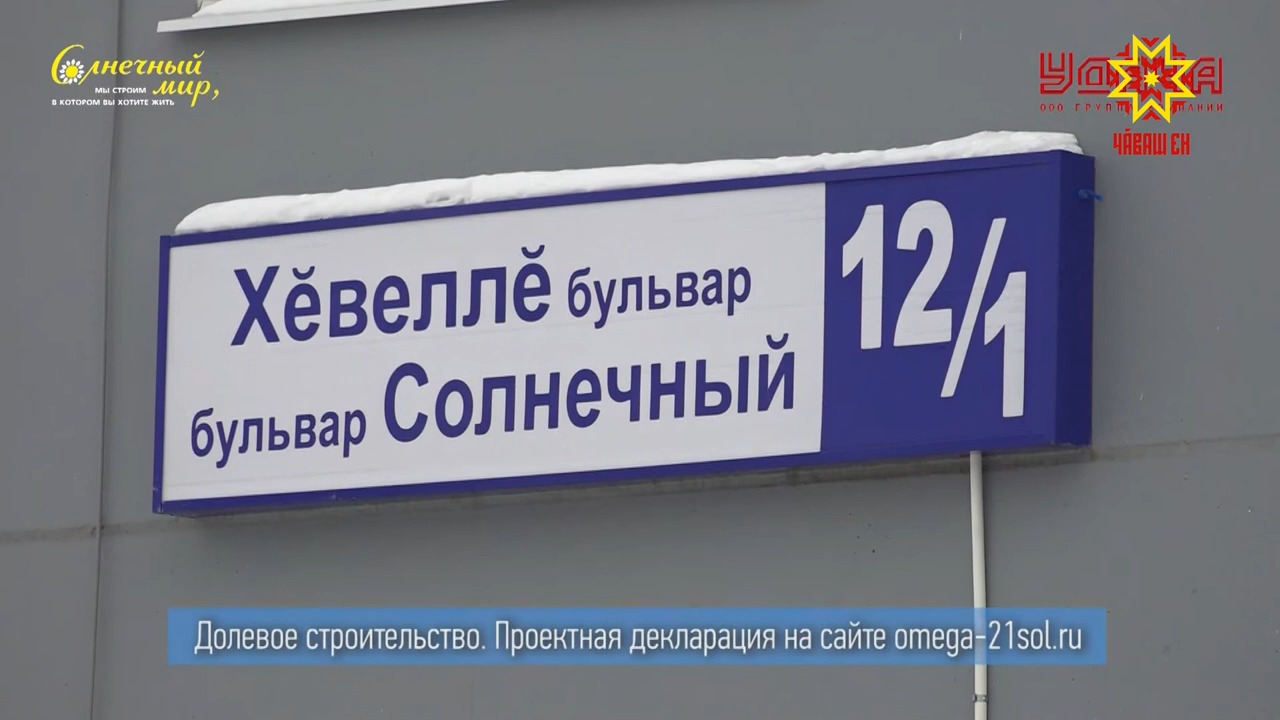 Солнечный
мы строим мир,
в котором вы хотите жить
ЧӐВАШ ЕН
Хӗвеллӗ бульвар
бульвар Солнечный
12/1
Долевое строительство. Проектная декларация на сайте omega-21sol.ru